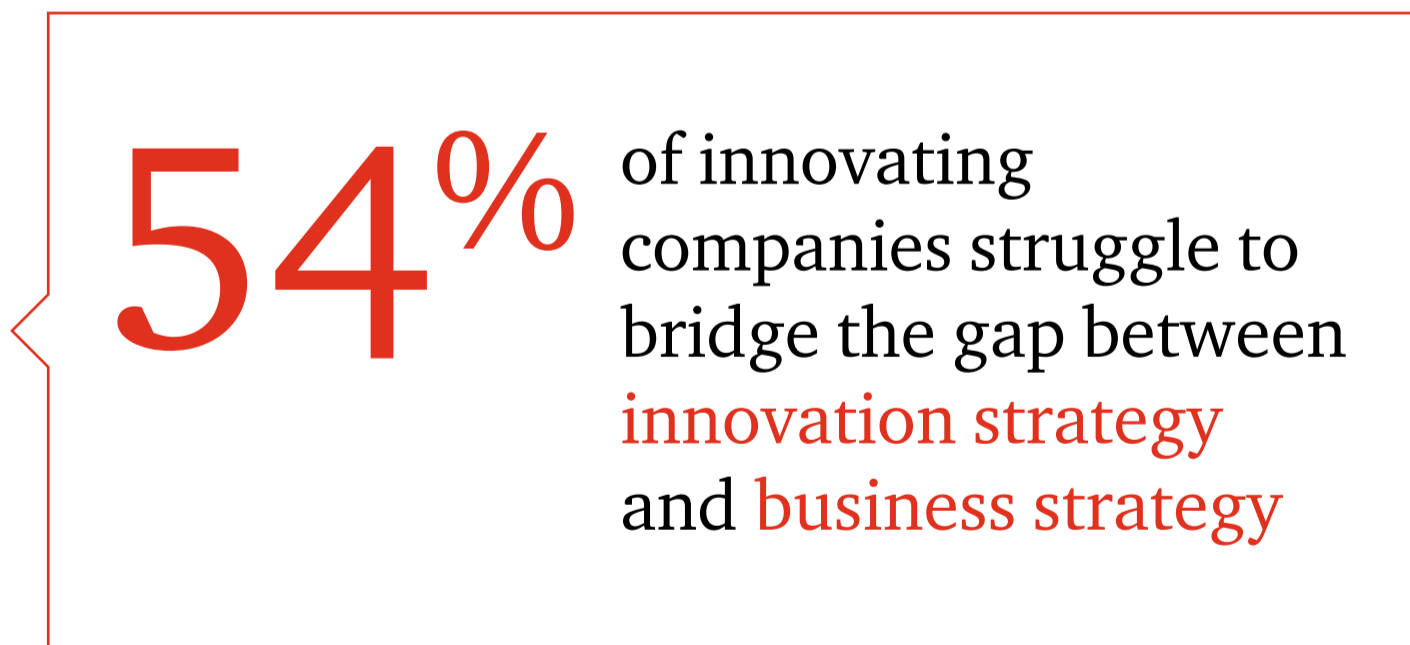 54%
of innovating
companies struggle to
bridge the gap between
innovation strategy
and business strategy